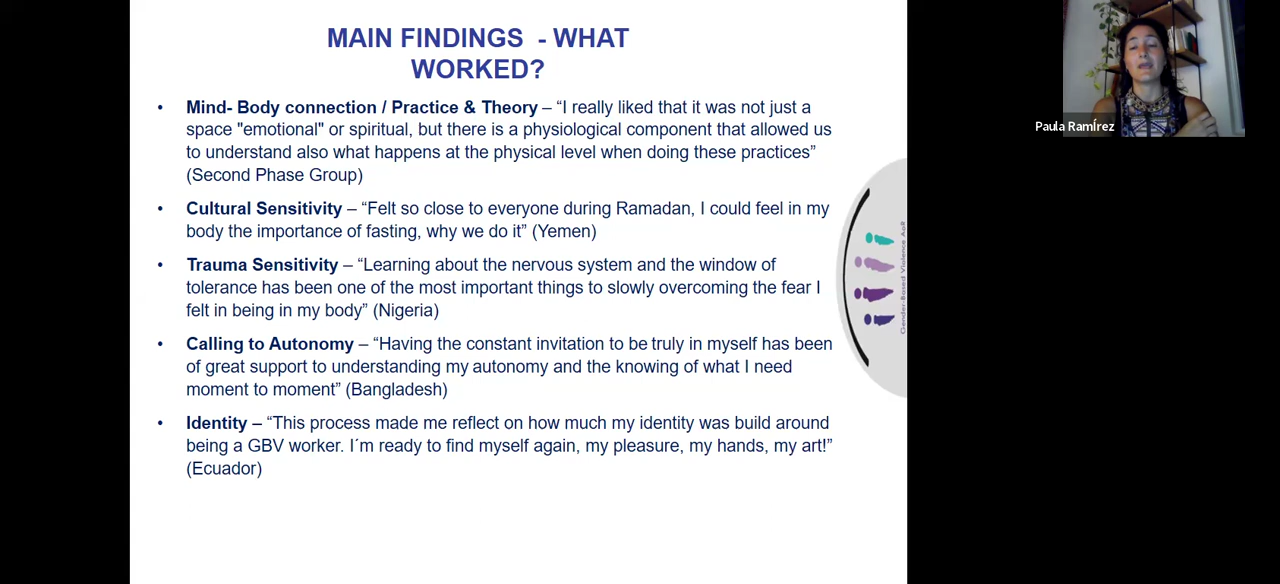 MAIN FINDINGS - WHAT
WORKED?
• Mind- Body connection / Practice & Theory – “I really liked that it was not just a
space "emotional" or spiritual, but there is a physiological component that allowed us
to understand also what happens at the physical level when doing these practices”
(Second Phase Group)
• Cultural Sensitivity – “Felt so close to everyone during Ramadan, I could feel in my
body the importance of fasting, why we do it” (Yemen)
• Trauma Sensitivity – “Learning about the nervous system and the window of
tolerance has been one of the most important things to slowly overcoming the fear I
felt in being in my body” (Nigeria)
• Calling to Autonomy – “Having the constant invitation to be truly in myself has been
of great support to understanding my autonomy and the knowing of what I need
moment to moment” (Bangladesh)
• Identity – “This process made me reflect on how much my identity was build around
being a GBV worker. I´m ready to find myself again, my pleasure, my hands, my art!”
(Ecuador)
Gender-Based Violence AoR
Paula Ramírez